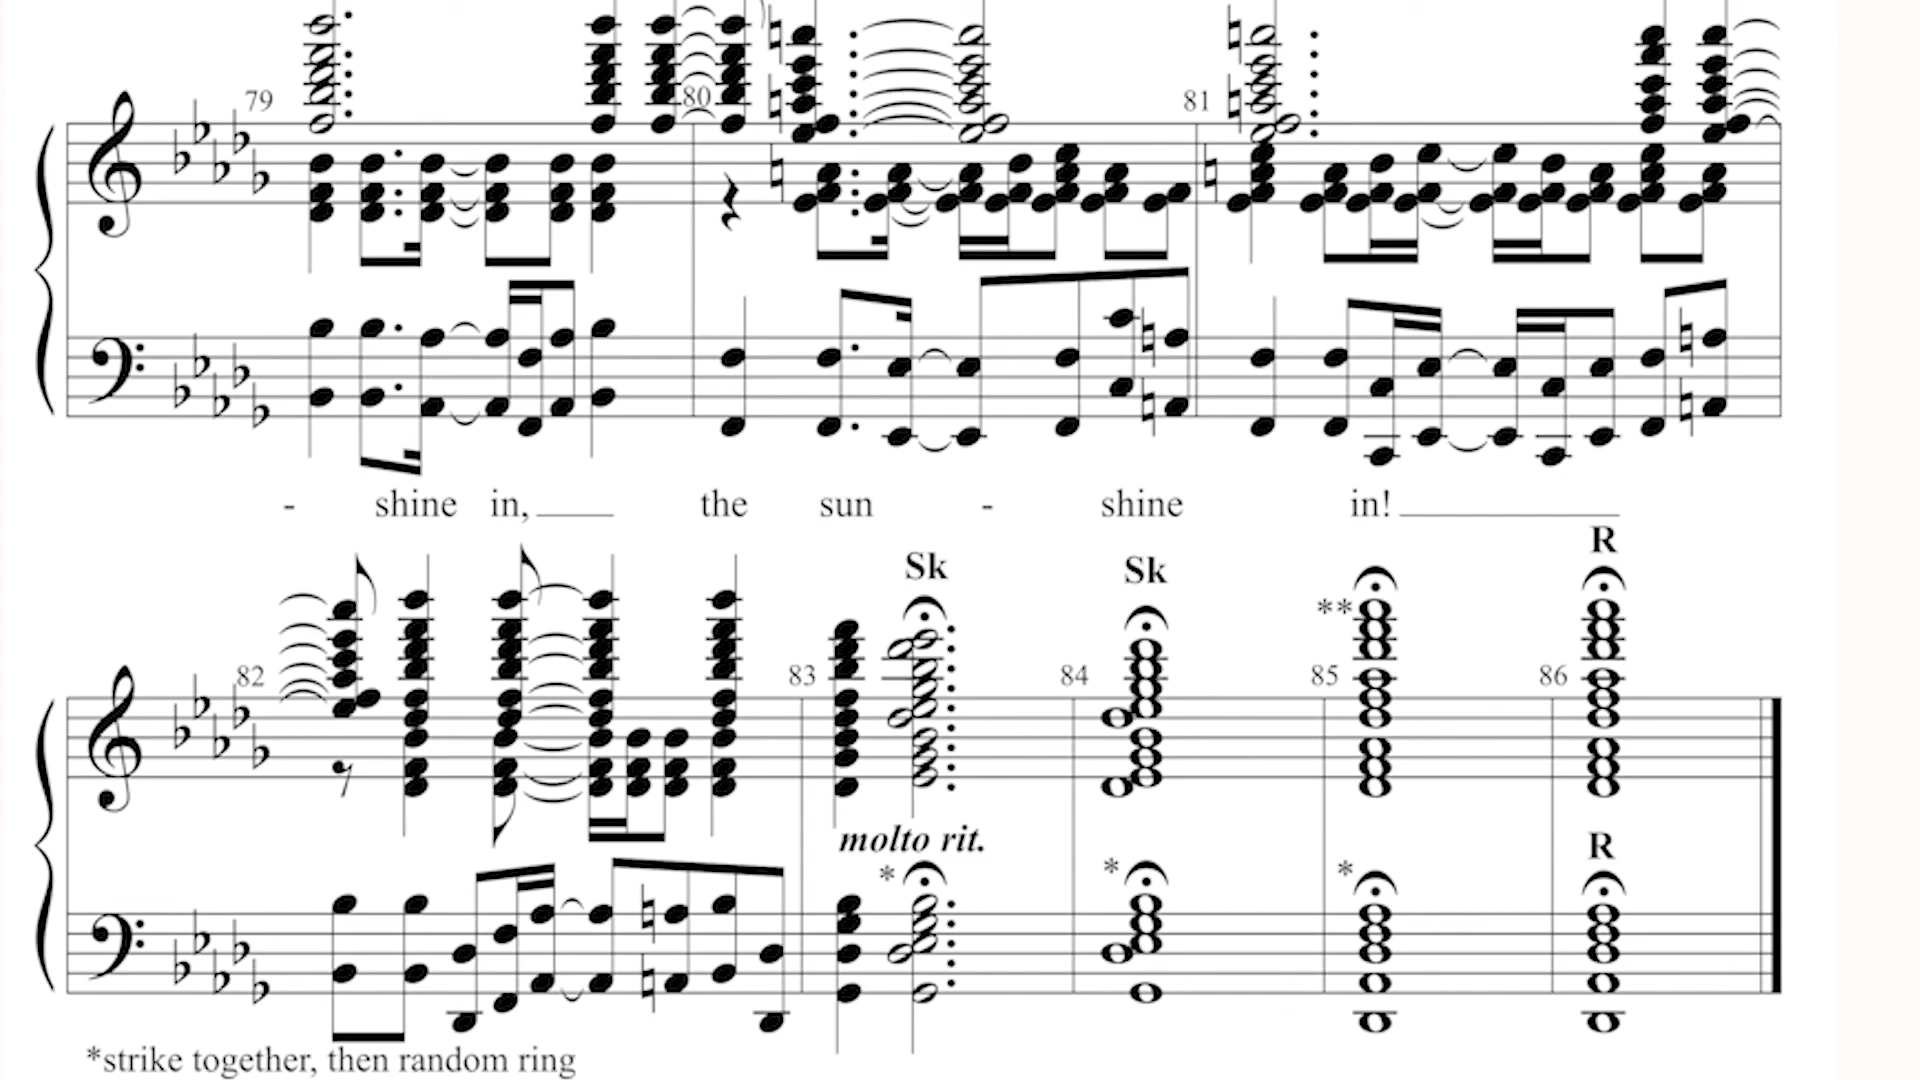 79 80 81
- shine in, the sun - shine in!
R
Sk Sk
** 
82 83 84 85 86
molto rit. R
* * *
*strike together, then random ring